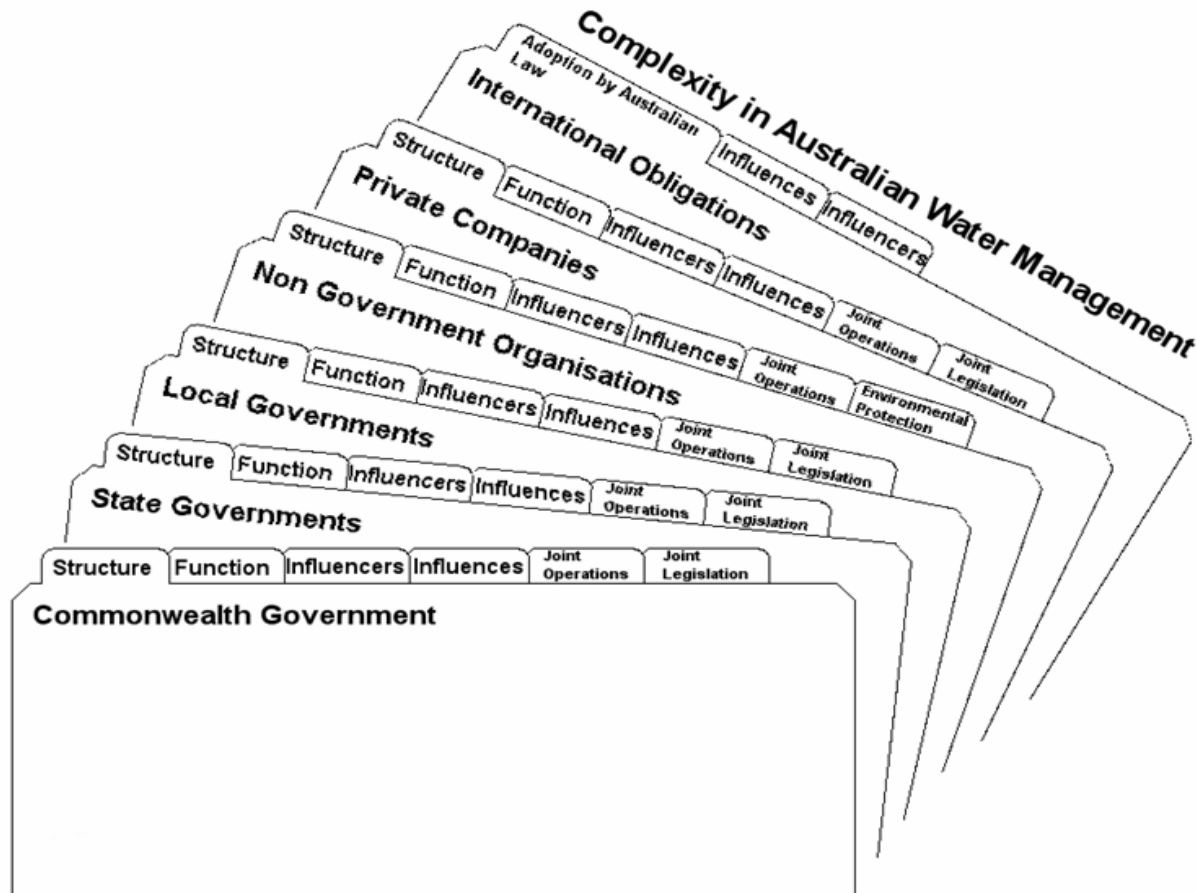 Complexity in Australian Water Management
Adoption by Australian
Law
Influences
Influencers
International Obligations
Structure
Function
Influencers
Influences
Joint
Operations
Joint
Legislation
Private Companies
Structure
Function
Influencers
Influences
Joint
Operations
Environmental
Protection
Non Government Organisations
Structure
Function
Influencers
Influences
Joint
Operations
Joint
Legislation
Local Governments
Structure
Function
Influencers
Influences
Joint
Operations
Joint
Legislation
State Governments
Structure
Function
Influencers
Influences
Joint
Operations
Joint
Legislation
Commonwealth Government